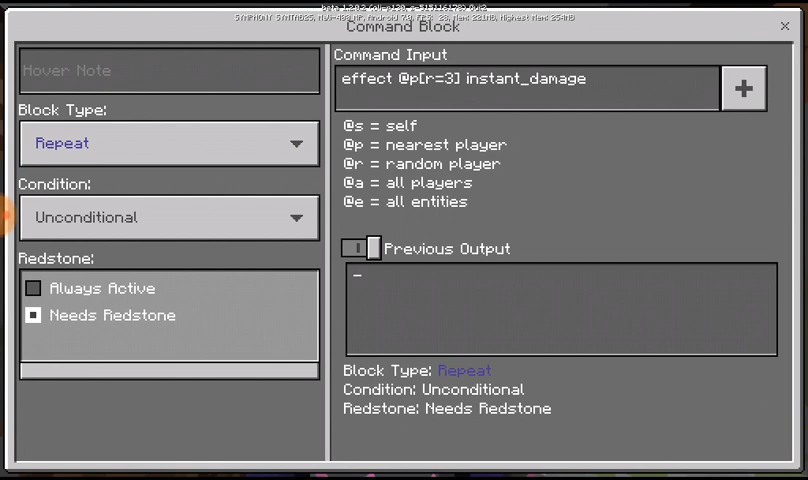 Command Block
×
Hover Note
Block Type:
Repeat
Condition:
Unconditional
Redstone:
Always Active
Needs Redstone
Command Input
effect @p[r=3] instant_damage
+
@s = self
@p = nearest player
@r = random player
@a = all players
@e = all entities
Previous Output
-
Block Type: Repeat
Condition: Unconditional
Redstone: Needs Redstone